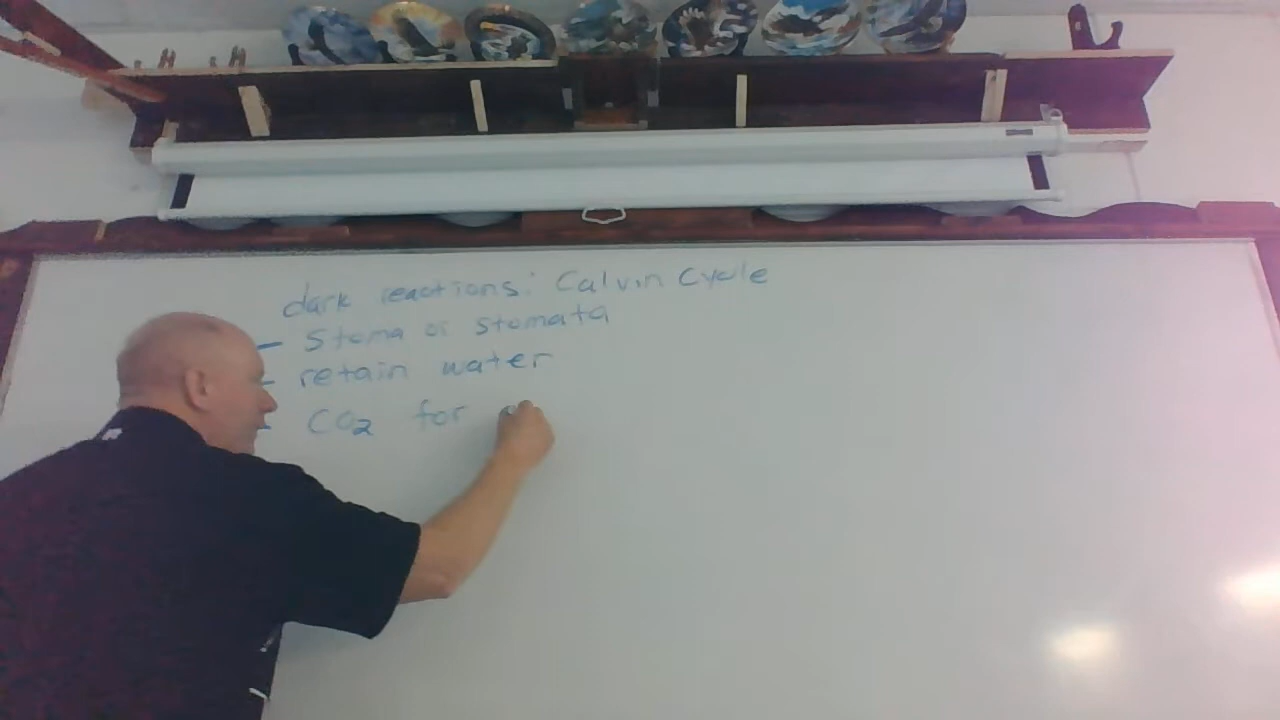 dark reactions: Calvin Cycle
- Stoma or stomata
- retain water
- CO2 for